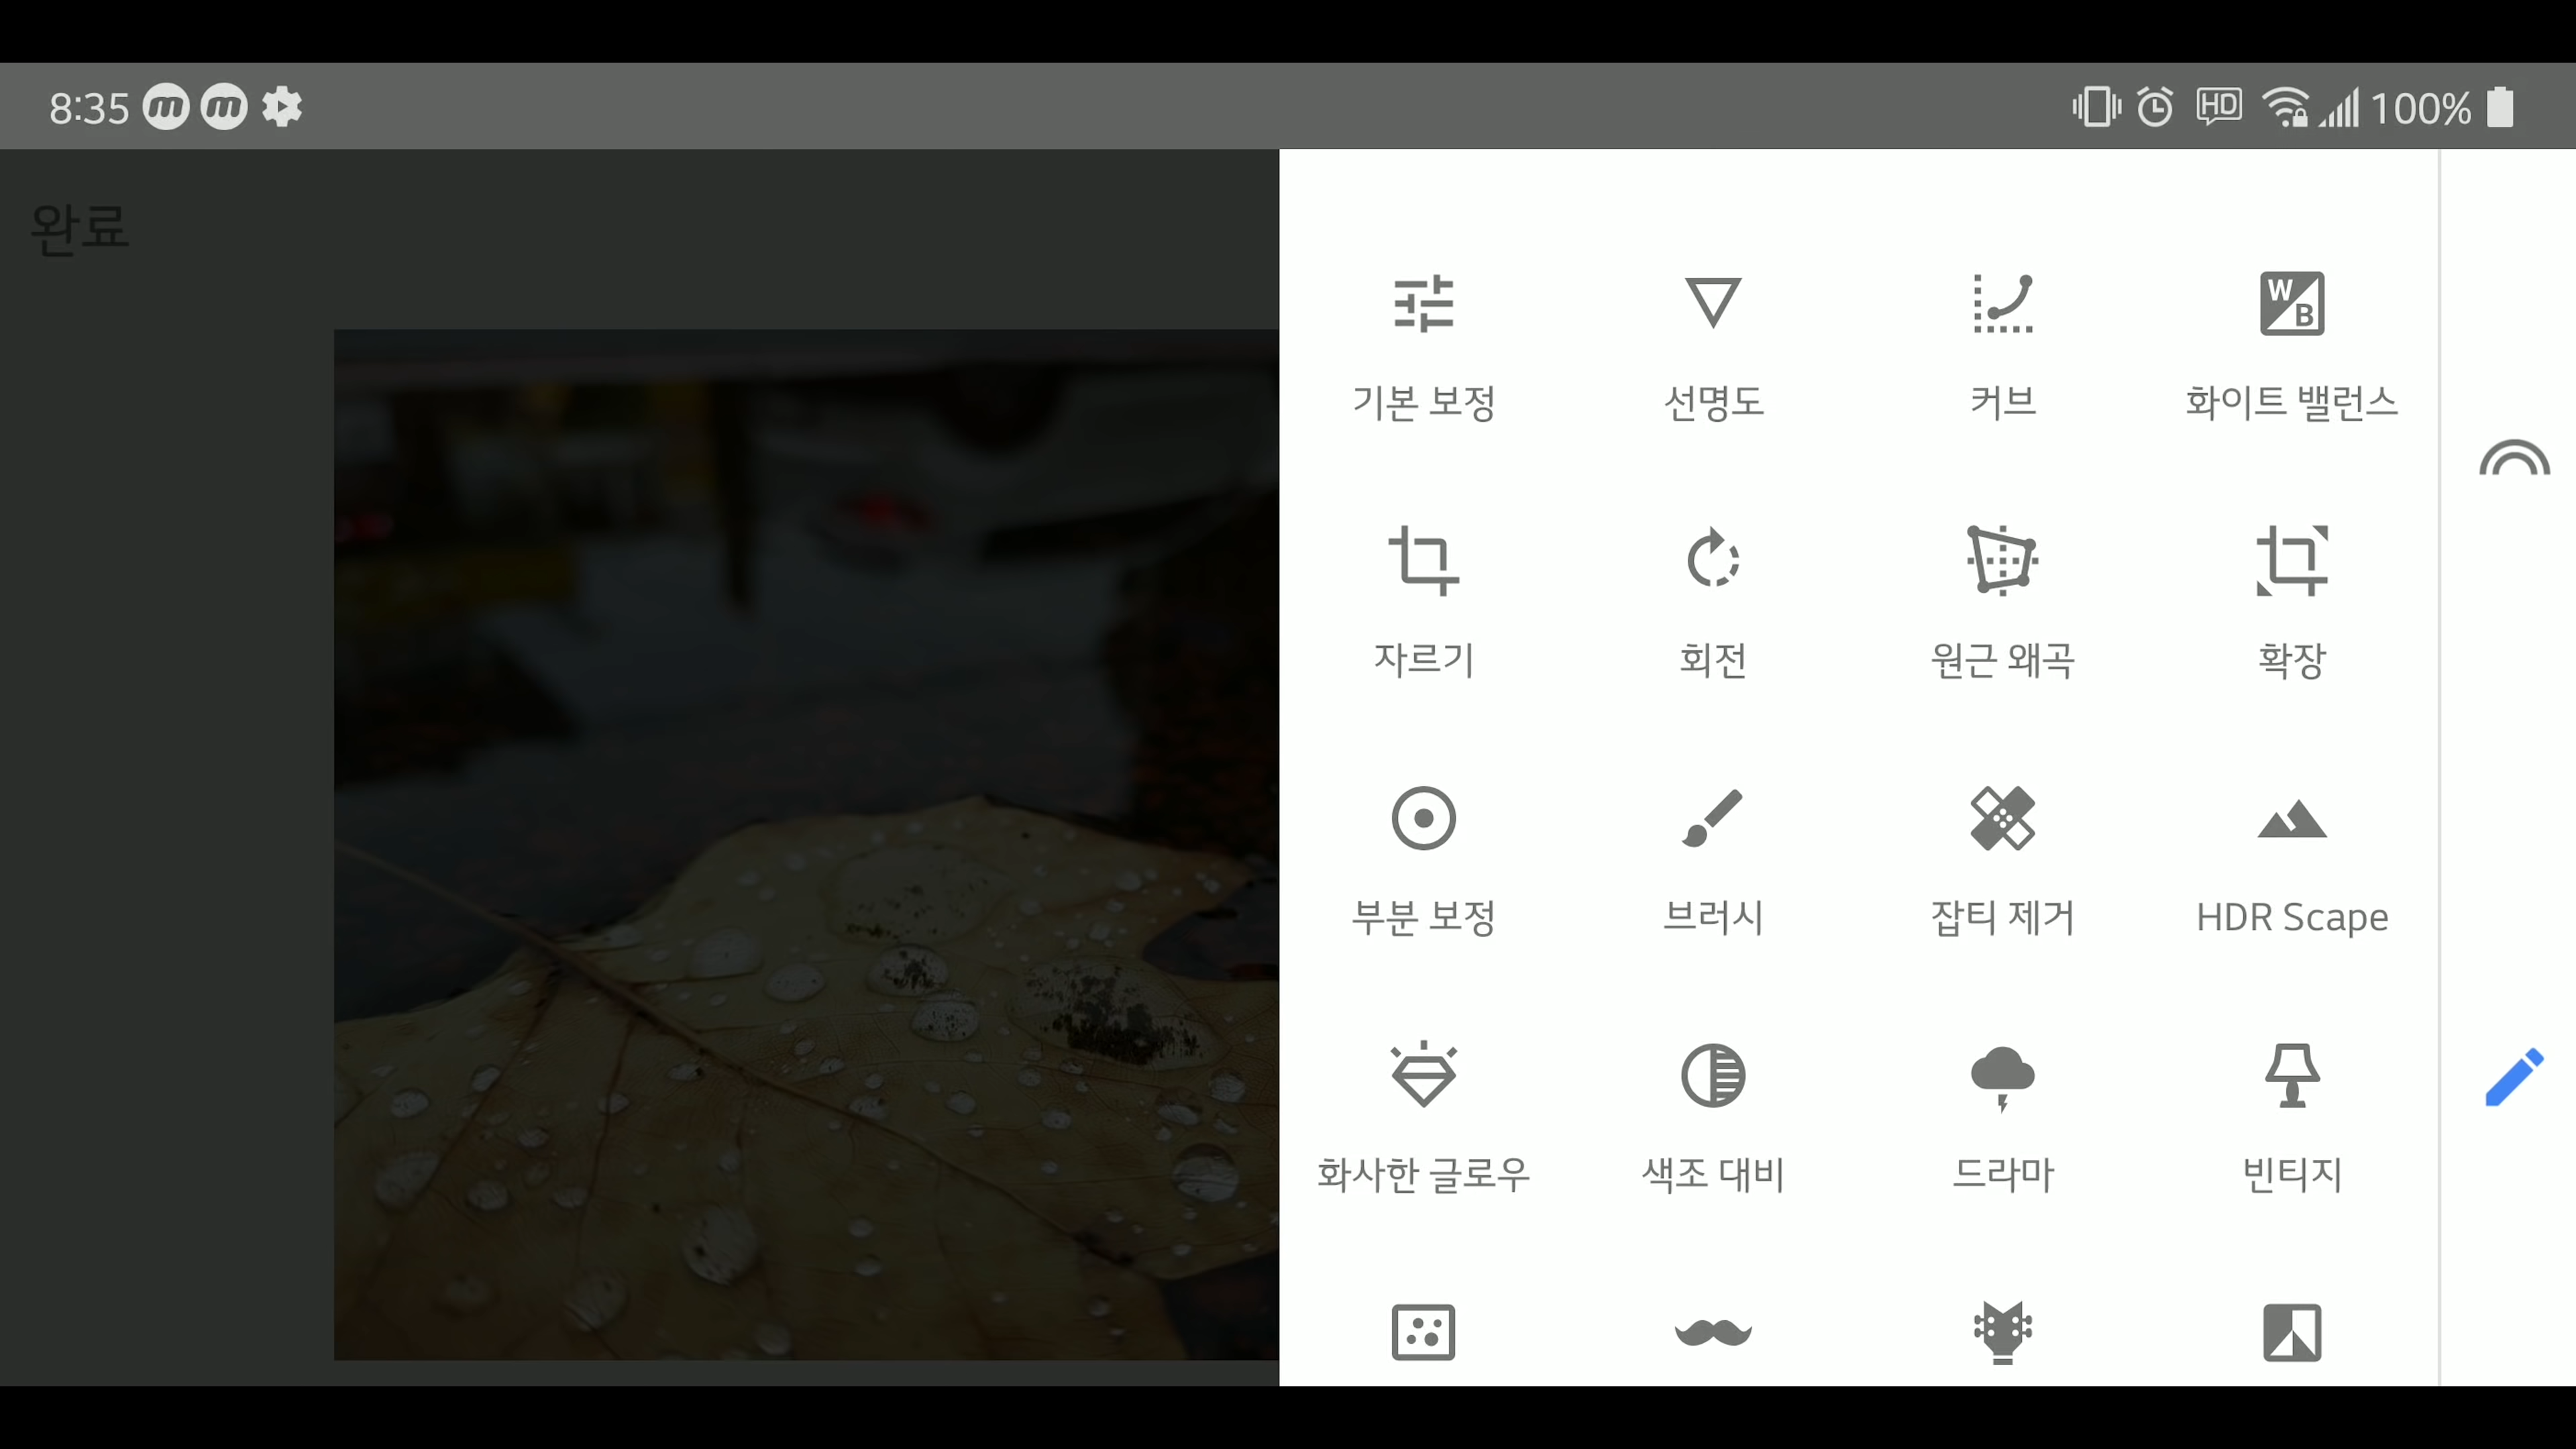 8:35 m m HD 100%
완료
기본 보정 선명도 커브 W B 화이트 밸런스
자르기 회전 원근 왜곡 확장
부분 보정 브러시 잡티 제거 HDR Scape
화사한 글로우 색조 대비 드라마 빈티지